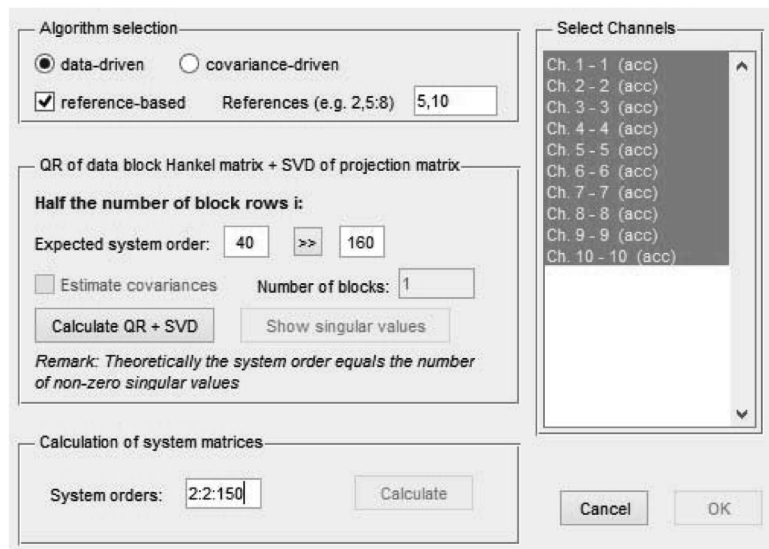 Algorithm selection
data-driven covariance-driven
reference-based References (e.g. 2,5:8) 5,10
QR of data block Hankel matrix + SVD of projection matrix
Half the number of block rows i:
Expected system order: 40 >> 160
Estimate covariances Number of blocks: 1
Calculate QR + SVD Show singular values
Remark: Theoretically the system order equals the number
of non-zero singular values
Calculation of system matrices
System orders: 2:2:150 Calculate
Select Channels
Ch. 1 - 1 (acc)
Ch. 2 - 2 (acc)
Ch. 3 - 3 (acc)
Ch. 4 - 4 (acc)
Ch. 5 - 5 (acc)
Ch. 6 - 6 (acc)
Ch. 7 - 7 (acc)
Ch. 8 - 8 (acc)
Ch. 9 - 9 (acc)
Ch. 10 - 10 (acc)
Cancel OK